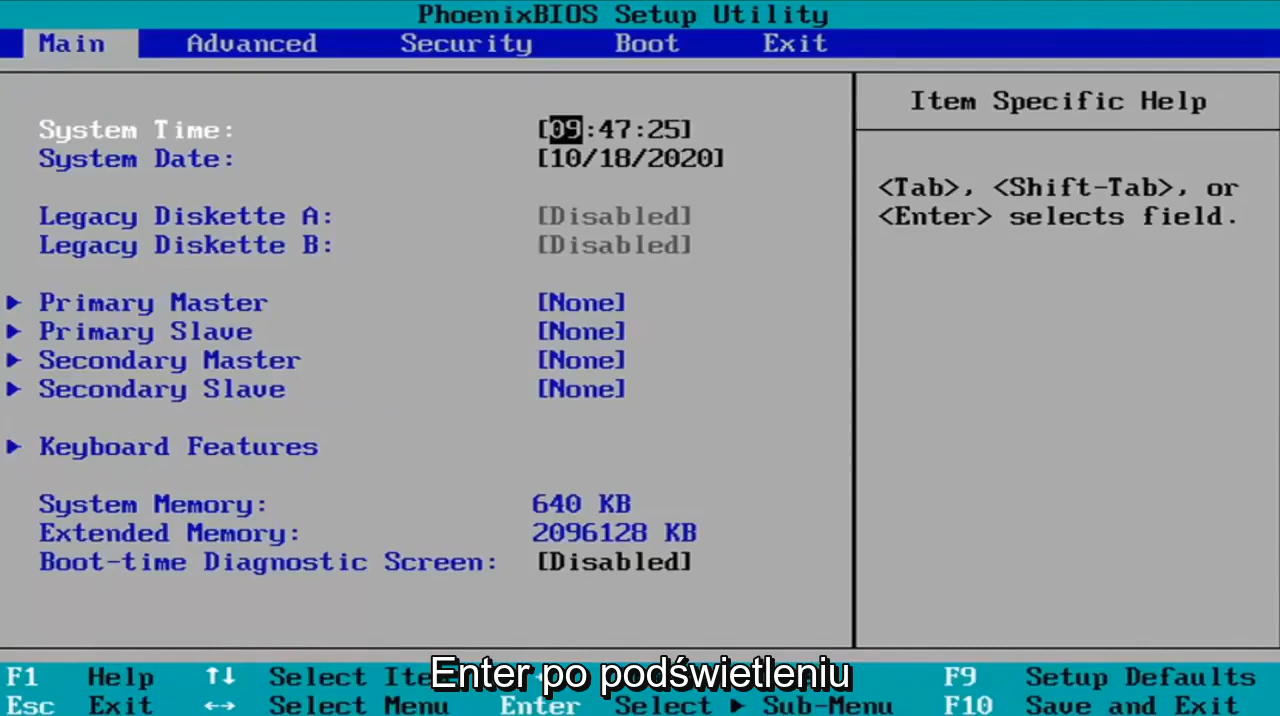 PhoenixBIOS Setup Utility
Main Advanced Security Boot Exit
System Time: [09:47:25]
System Date: [10/18/2020]
Legacy Diskette A: [Disabled]
Legacy Diskette B: [Disabled]
Primary Master [None]
Primary Slave [None]
Secondary Master [None]
Secondary Slave [None]
Keyboard Features
System Memory: 640 KB
Extended Memory: 2096128 KB
Boot-time Diagnostic Screen: [Disabled]
Item Specific Help
<Tab>, <Shift-Tab>, or
<Enter> selects field.
F1 Help ↑↓ Select F9 Setup Defaults
Esc Exit ↔ Select Menu Enter Select ▶ Sub-Menu F10 Save and Exit
Enter po podświetleniu